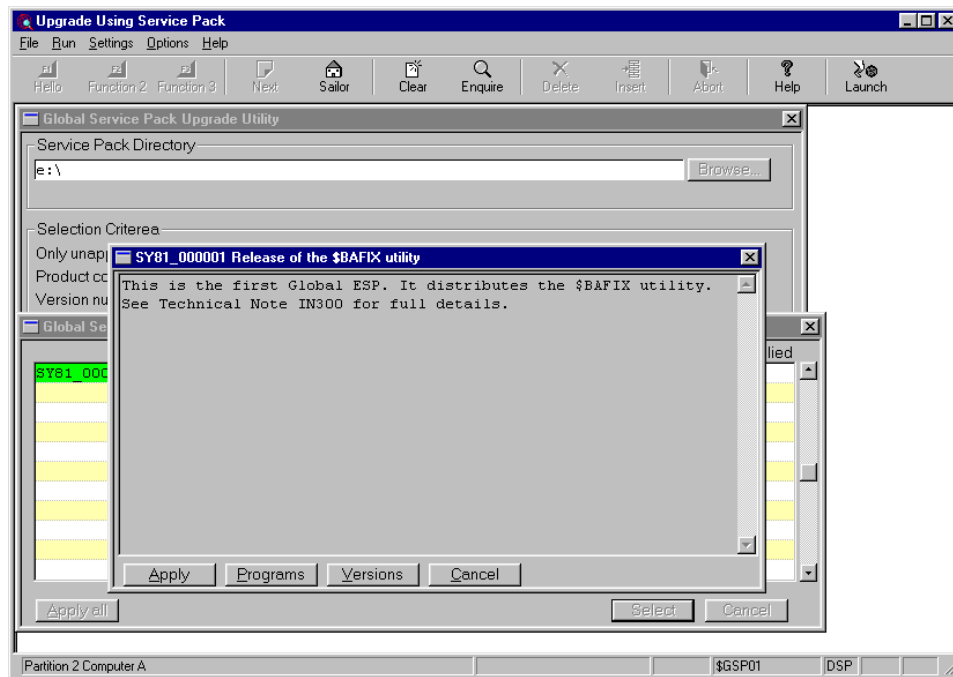 Upgrade Using Service Pack
File Run Settings Options Help
F1 F2 F3
Hello Function 2 Function 3 Next Sailor Clear Enquire Delete Insert Abort Help Launch
Global Service Pack Upgrade Utility
Service Pack Directory
e:\ Browse...
Selection Criterea
Only unapp
Product co
Version nu
SY81_000001 Release of the $BAFIX utility
This is the first Global ESP. It distributes the $BAFIX utility.
See Technical Note IN300 for full details.
Global Se
lied
SY81_000
Apply Programs Versions Cancel
Apply all Select Cancel
Partition 2 Computer A $GSP01 DSP